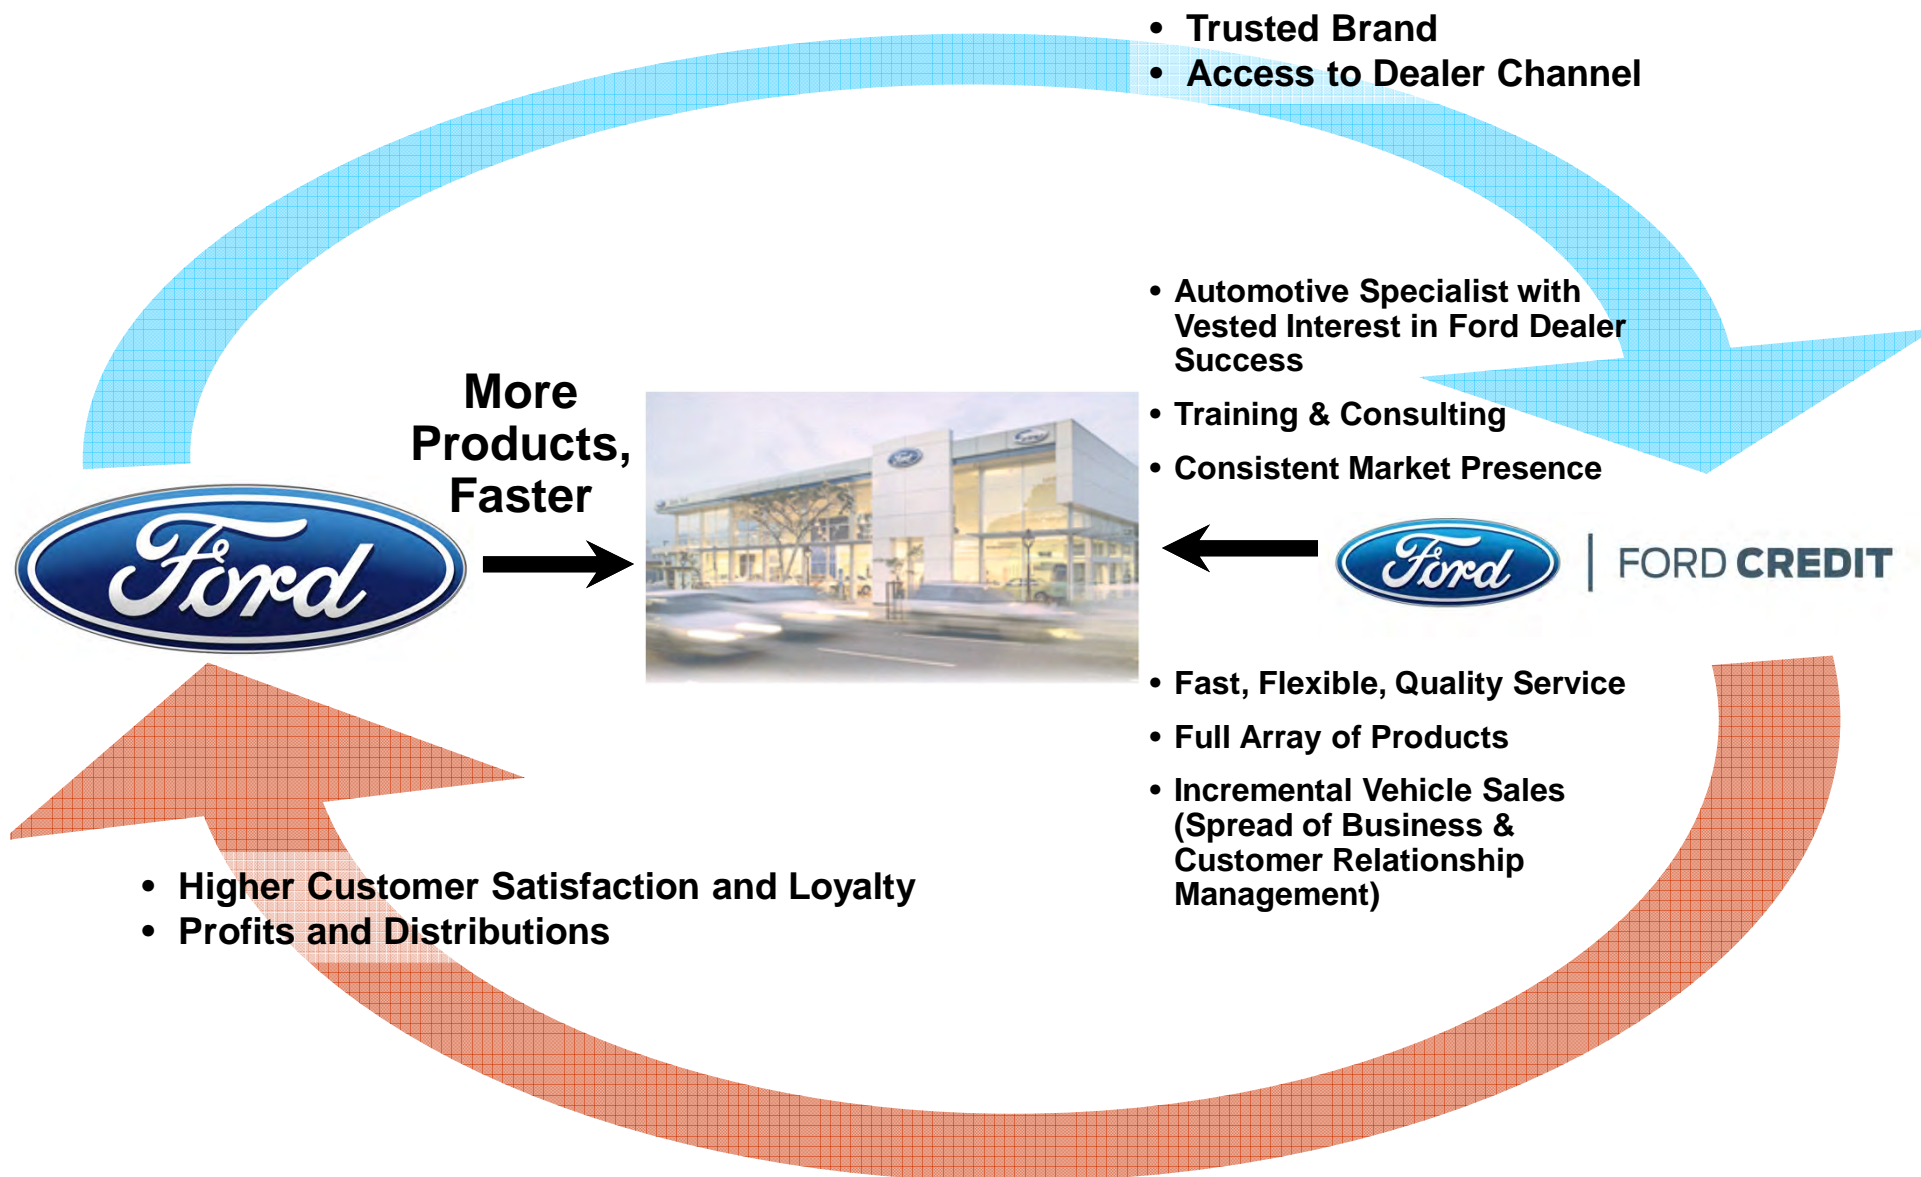 • Trusted Brand
• Access to Dealer Channel
• Automotive Specialist with
Vested Interest in Ford Dealer
Success
• Training & Consulting
• Consistent Market Presence
More
Products,
Faster
Ford
Ford
Ford | FORD CREDIT
• Fast, Flexible, Quality Service
• Full Array of Products
• Incremental Vehicle Sales
(Spread of Business &
Customer Relationship
Management)
• Higher Customer Satisfaction and Loyalty
• Profits and Distributions